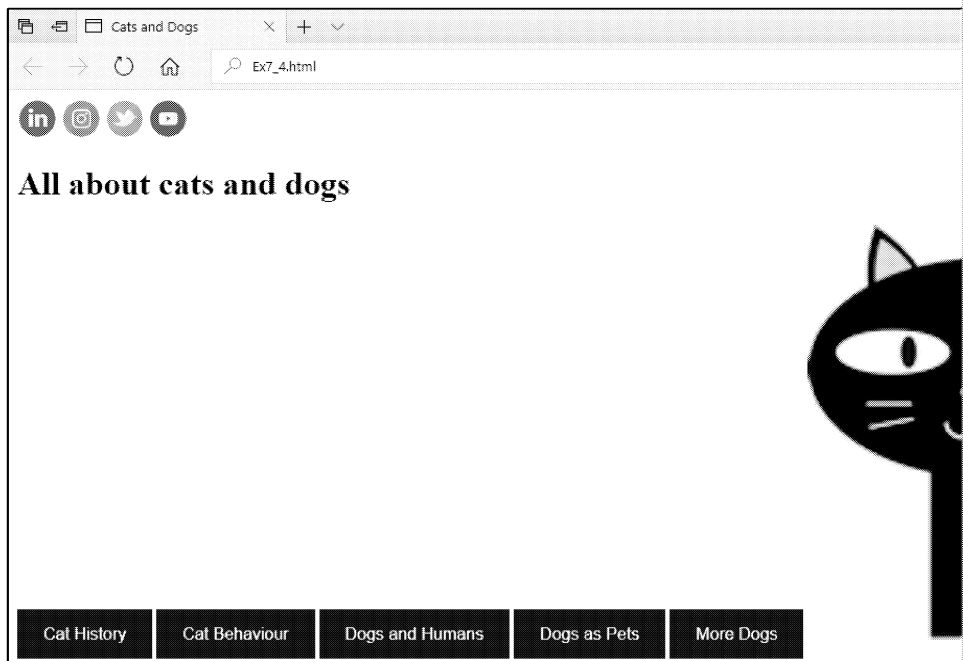 Cats and Dogs
Ex7_4.html
in
All about cats and dogs
Cat History
Cat Behaviour
Dogs and Humans
Dogs as Pets
More Dogs